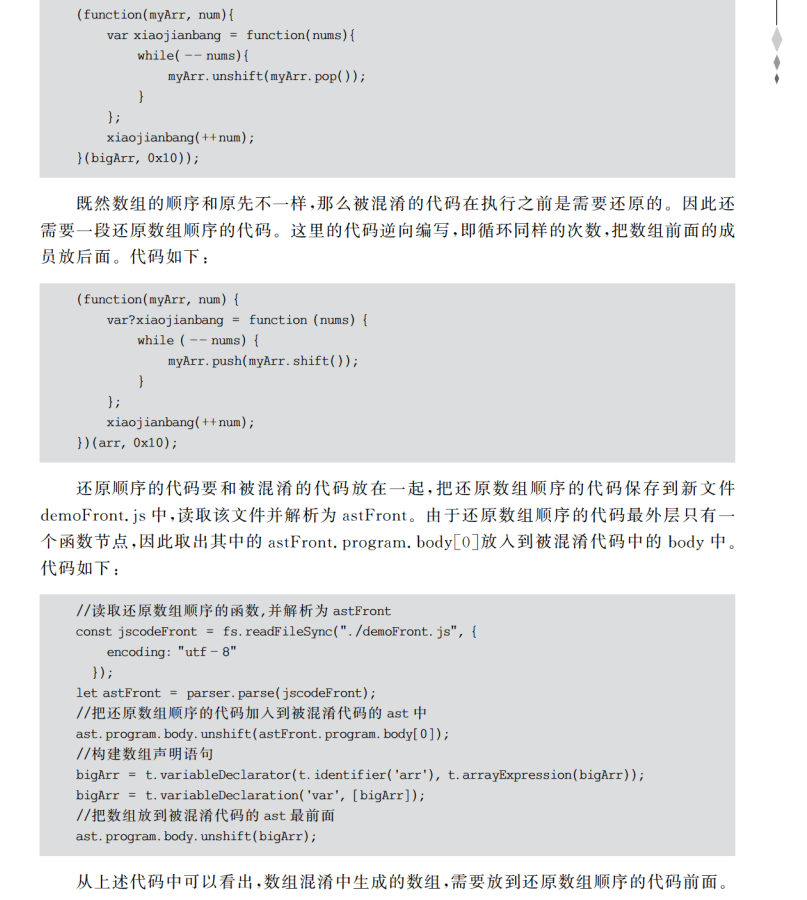 (function(myArr, num){
var xiaojianbang = function(nums){
while( -- nums){
myArr.unshift(myArr.pop());
}
};
xiaojianbang(++num);
}(bigArr, 0x10));
既然数组的顺序和原先不一样,那么被混淆的代码在执行之前是需要还原的。因此还
需要一段还原数组顺序的代码。这里的代码逆向编写,即循环同样的次数,把数组前面的成
员放后面。代码如下:
(function(myArr, num) {
var?xiaojianbang = function (nums) {
while ( -- nums) {
myArr.push(myArr.shift());
}
};
xiaojianbang(++num);
})(arr, 0x10);
还原顺序的代码要和被混淆的代码放在一起,把还原数组顺序的代码保存到新文件
demoFront.js 中,读取该文件并解析为 astFront。由于还原数组顺序的代码最外层只有一
个函数节点,因此取出其中的 astFront.program.body[0]放入到被混淆代码中的 body 中。
代码如下:
//读取还原数组顺序的函数,并解析为 astFront
const jscodeFront = fs.readFileSync("./demoFront.js", {
encoding: "utf-8"
});
let astFront = parser.parse(jscodeFront);
//把还原数组顺序的代码加入到被混淆代码的 ast 中
ast.program.body.unshift(astFront.program.body[0]);
//构建数组声明语句
bigArr = t.variableDeclarator(t.identifier('arr'), t.arrayExpression(bigArr));
bigArr = t.variableDeclaration('var', [bigArr]);
//把数组放到被混淆代码的 ast 最前面
ast.program.body.unshift(bigArr);
从上述代码中可以看出,数组混淆中生成的数组,需要放到还原数组顺序的代码前面。